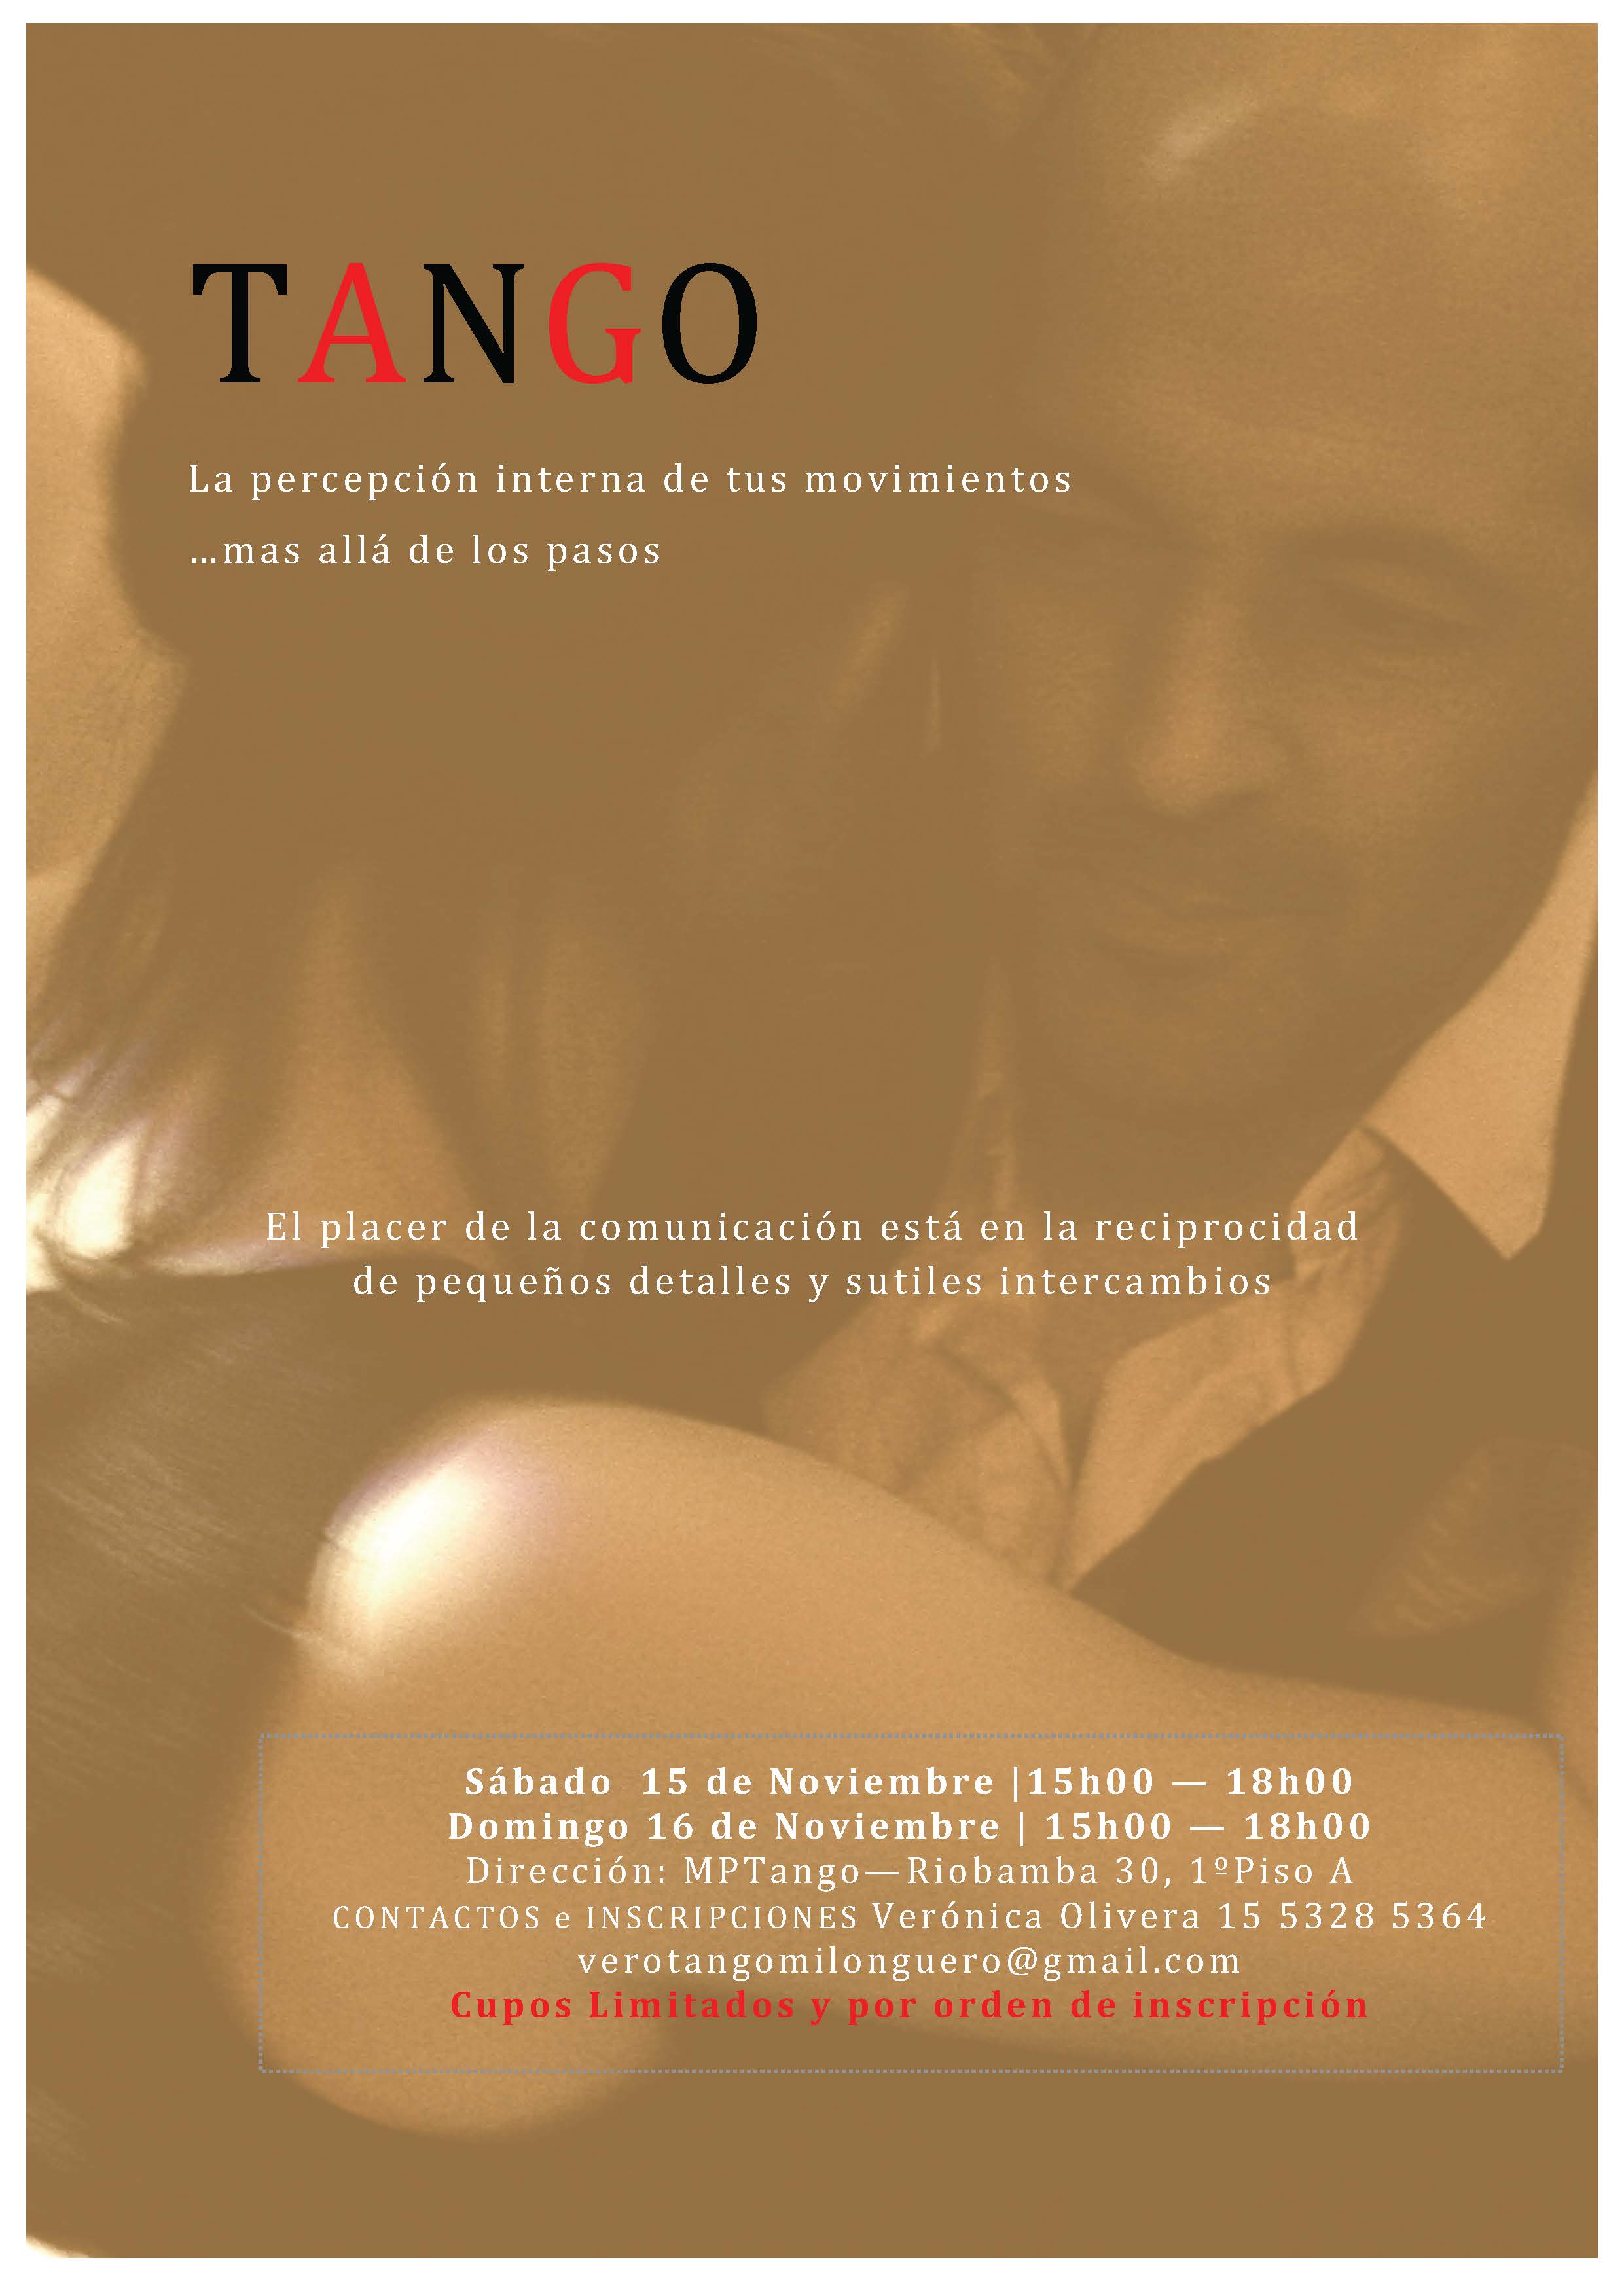 TANGO
La percepción interna de tus movimientos
...mas allá de los pasos
El placer de la comunicación está en la reciprocidad
de pequeños detalles y sutiles intercambios
Sábado 15 de Noviembre |15h00 — 18h00
Domingo 16 de Noviembre | 15h00 — 18h00
Dirección: MPTango—Riobamba 30, 1ºPiso A
CONTACTOS e INSCRIPCIONES Verónica Olivera 15 5328 5364
verotangomilonguero@gmail.com
Cupos Limitados y por orden de inscripción